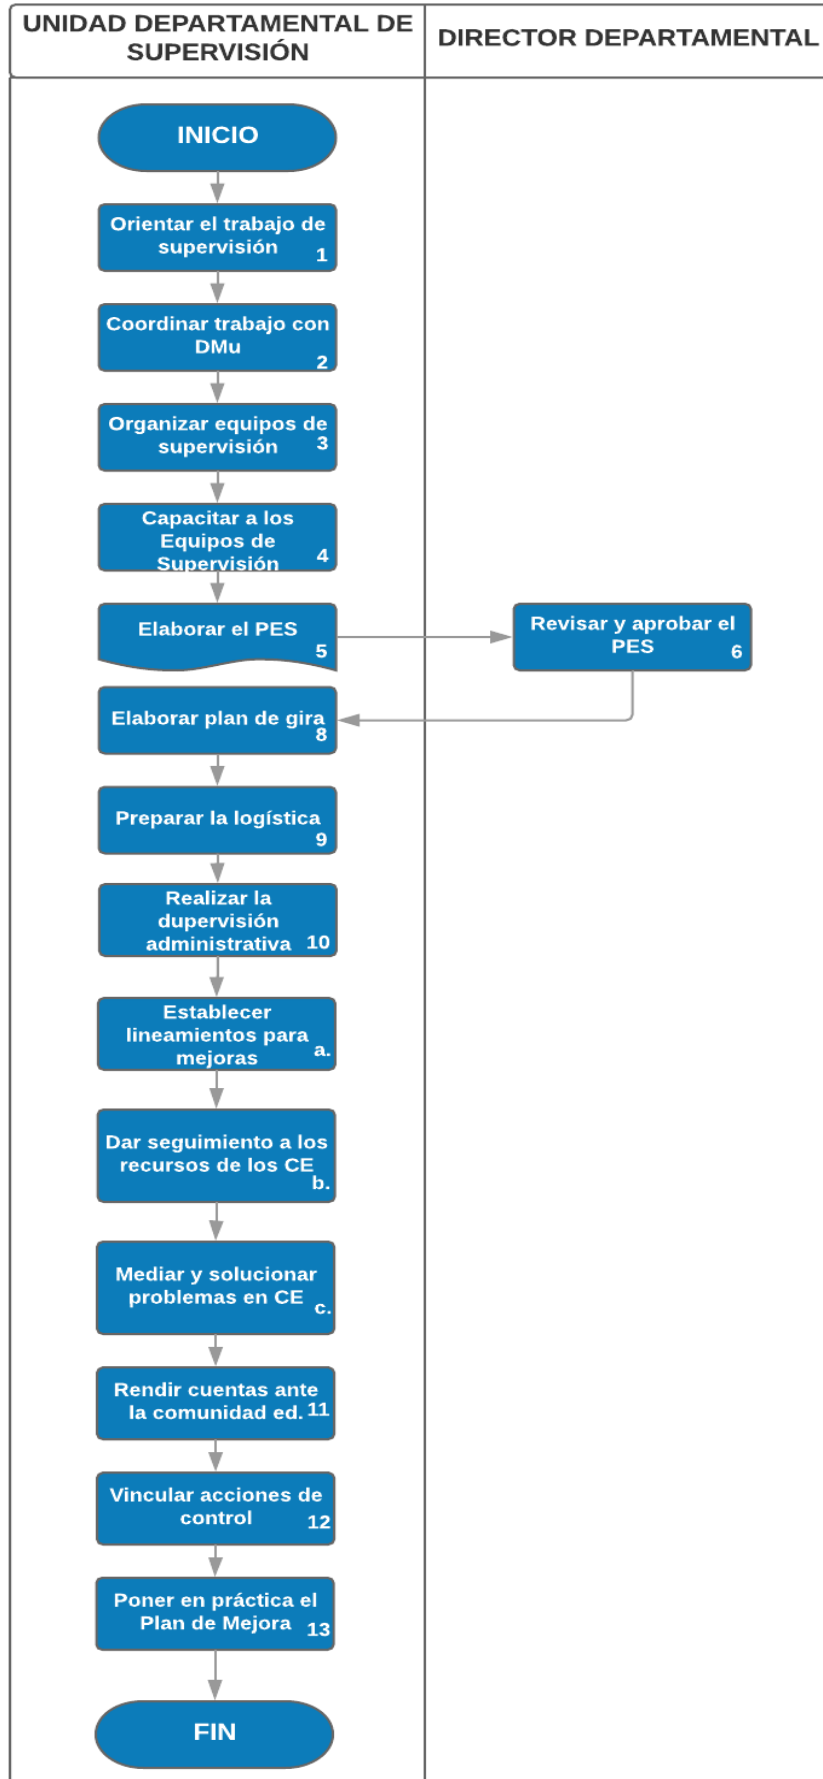 UNIDAD DEPARTAMENTAL DE
SUPERVISIÓN
DIRECTOR DEPARTAMENTAL
INICIO
Orientar el trabajo de
supervisión
1
Coordinar trabajo con
DMu
2
Organizar equipos de
supervisión
3
Capacitar a los
Equipos de
Supervisión
4
Elaborar el PES
5
Revisar y aprobar el
PES
6
Elaborar plan de gira
8
Preparar la logística
9
Realizar la
dupervisión
administrativa
10
Establecer
lineamientos para
mejoras
a.
Dar seguimiento a los
recursos de los CE
b.
Mediar y solucionar
problemas en CE
c.
Rendir cuentas ante
la comunidad ed.
11
Vincular acciones de
control
12
Poner en práctica el
Plan de Mejora
13
FIN